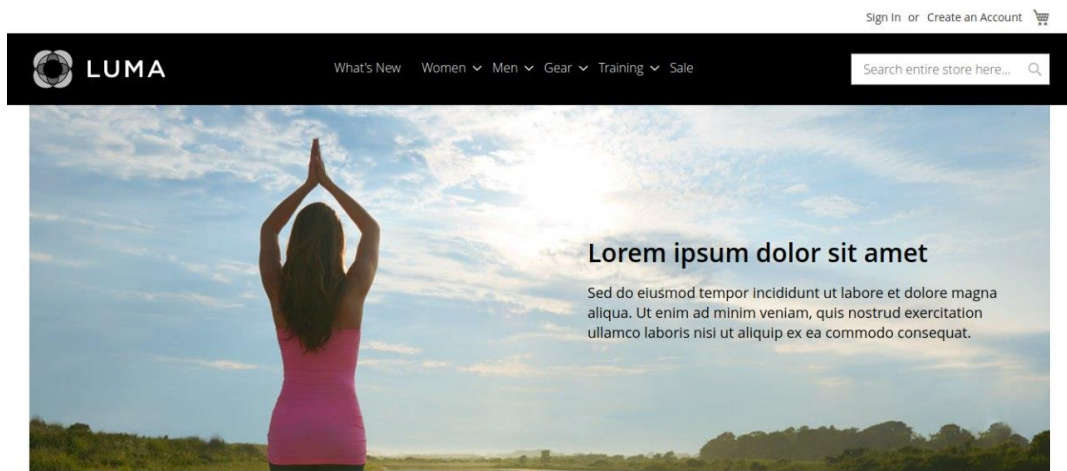 Sign In or Create an Account
LUMA
What's New Women Men Gear Training Sale
Search entire store here...
Lorem ipsum dolor sit amet
Sed do eiusmod tempor incididunt ut labore et dolore magna
aliqua. Ut enim ad minim veniam, quis nostrud exercitation
ullamco laboris nisi ut aliquip ex ea commodo consequat.